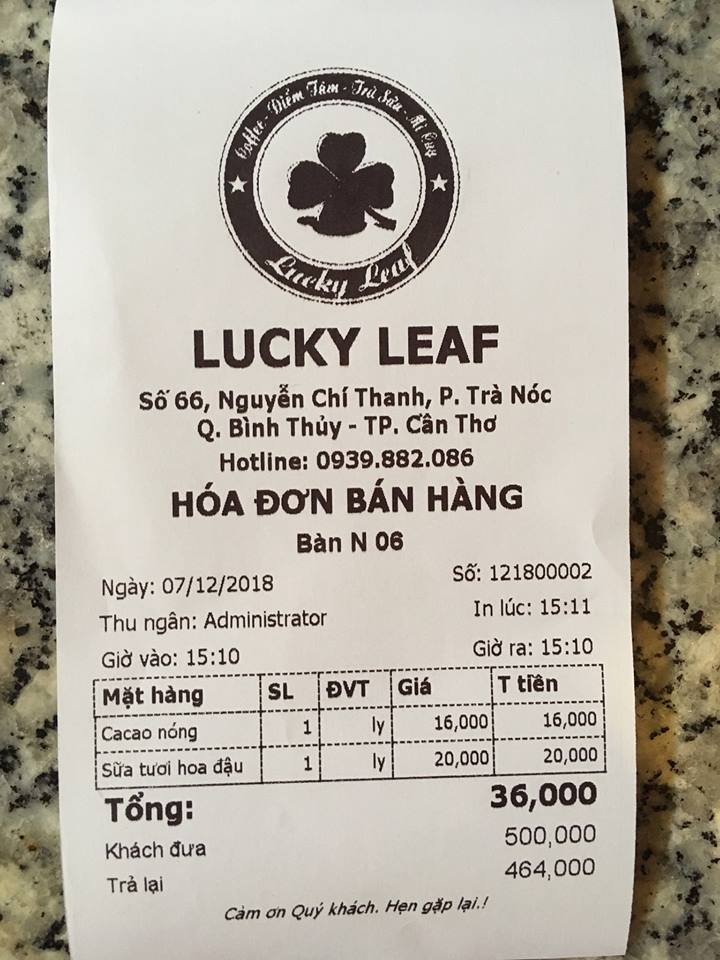 Coffee - Điểm Tâm - Trà Sữa - Mì Cay
Lucky Leaf
LUCKY LEAF
Số 66, Nguyễn Chí Thanh, P. Trà Nóc
Q. Bình Thủy - TP. Cần Thơ
Hotline: 0939.882.086
HÓA ĐƠN BÁN HÀNG
Bàn N 06
Ngày: 07/12/2018 Số: 121800002
Thu ngân: Administrator In lúc: 15:11
Giờ vào: 15:10 Giờ ra: 15:10
Mặt hàng SL ĐVT Giá T tiền
Cacao nóng 1 ly 16,000 16,000
Sữa tươi hoa đậu 1 ly 20,000 20,000
Tổng: 36,000
Khách đưa 500,000
Trả lại 464,000
Cảm ơn Quý khách. Hẹn gặp lại.!